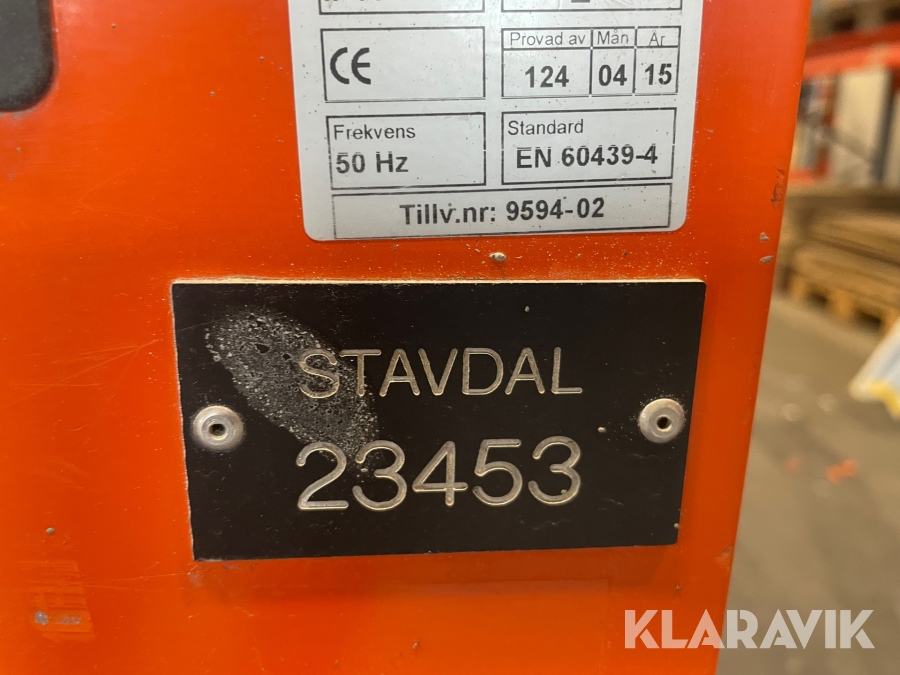 CE
Provad av Mån År
124 04 15
Frekvens
50 Hz
Standard
EN 60439-4
Tillv.nr: 9594-02
STAVDAL
23453
KLARAVIK